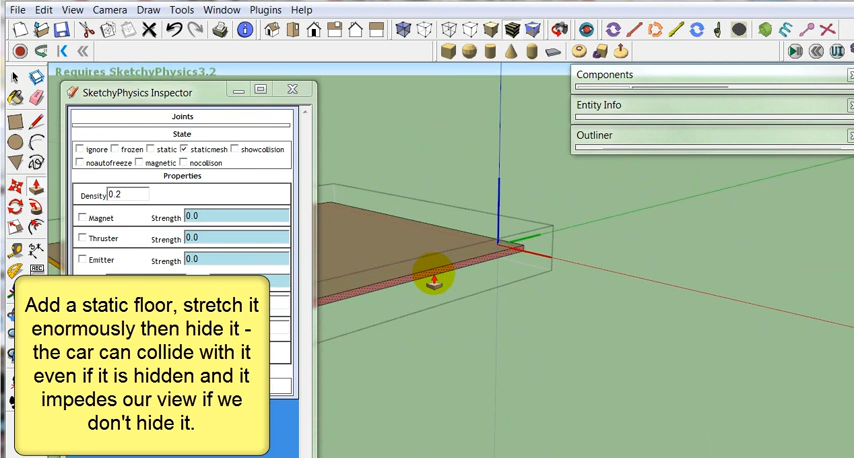 File Edit View Camera Draw Tools Window Plugins Help
Requires SketchyPhysics3.2
SketchyPhysics Inspector
Joints
State
ignore frozen static staticmesh showcollision
noautofreeze magnetic nocollison
Properties
Density 0.2
Magnet Strength 0.0
Thruster Strength 0.0
Emitter Strength 0.0
Components
Entity Info
Outliner
UI
ABC
Add a static floor, stretch it
enormously then hide it -
the car can collide with it
even if it is hidden and it
impedes our view if we
don't hide it.